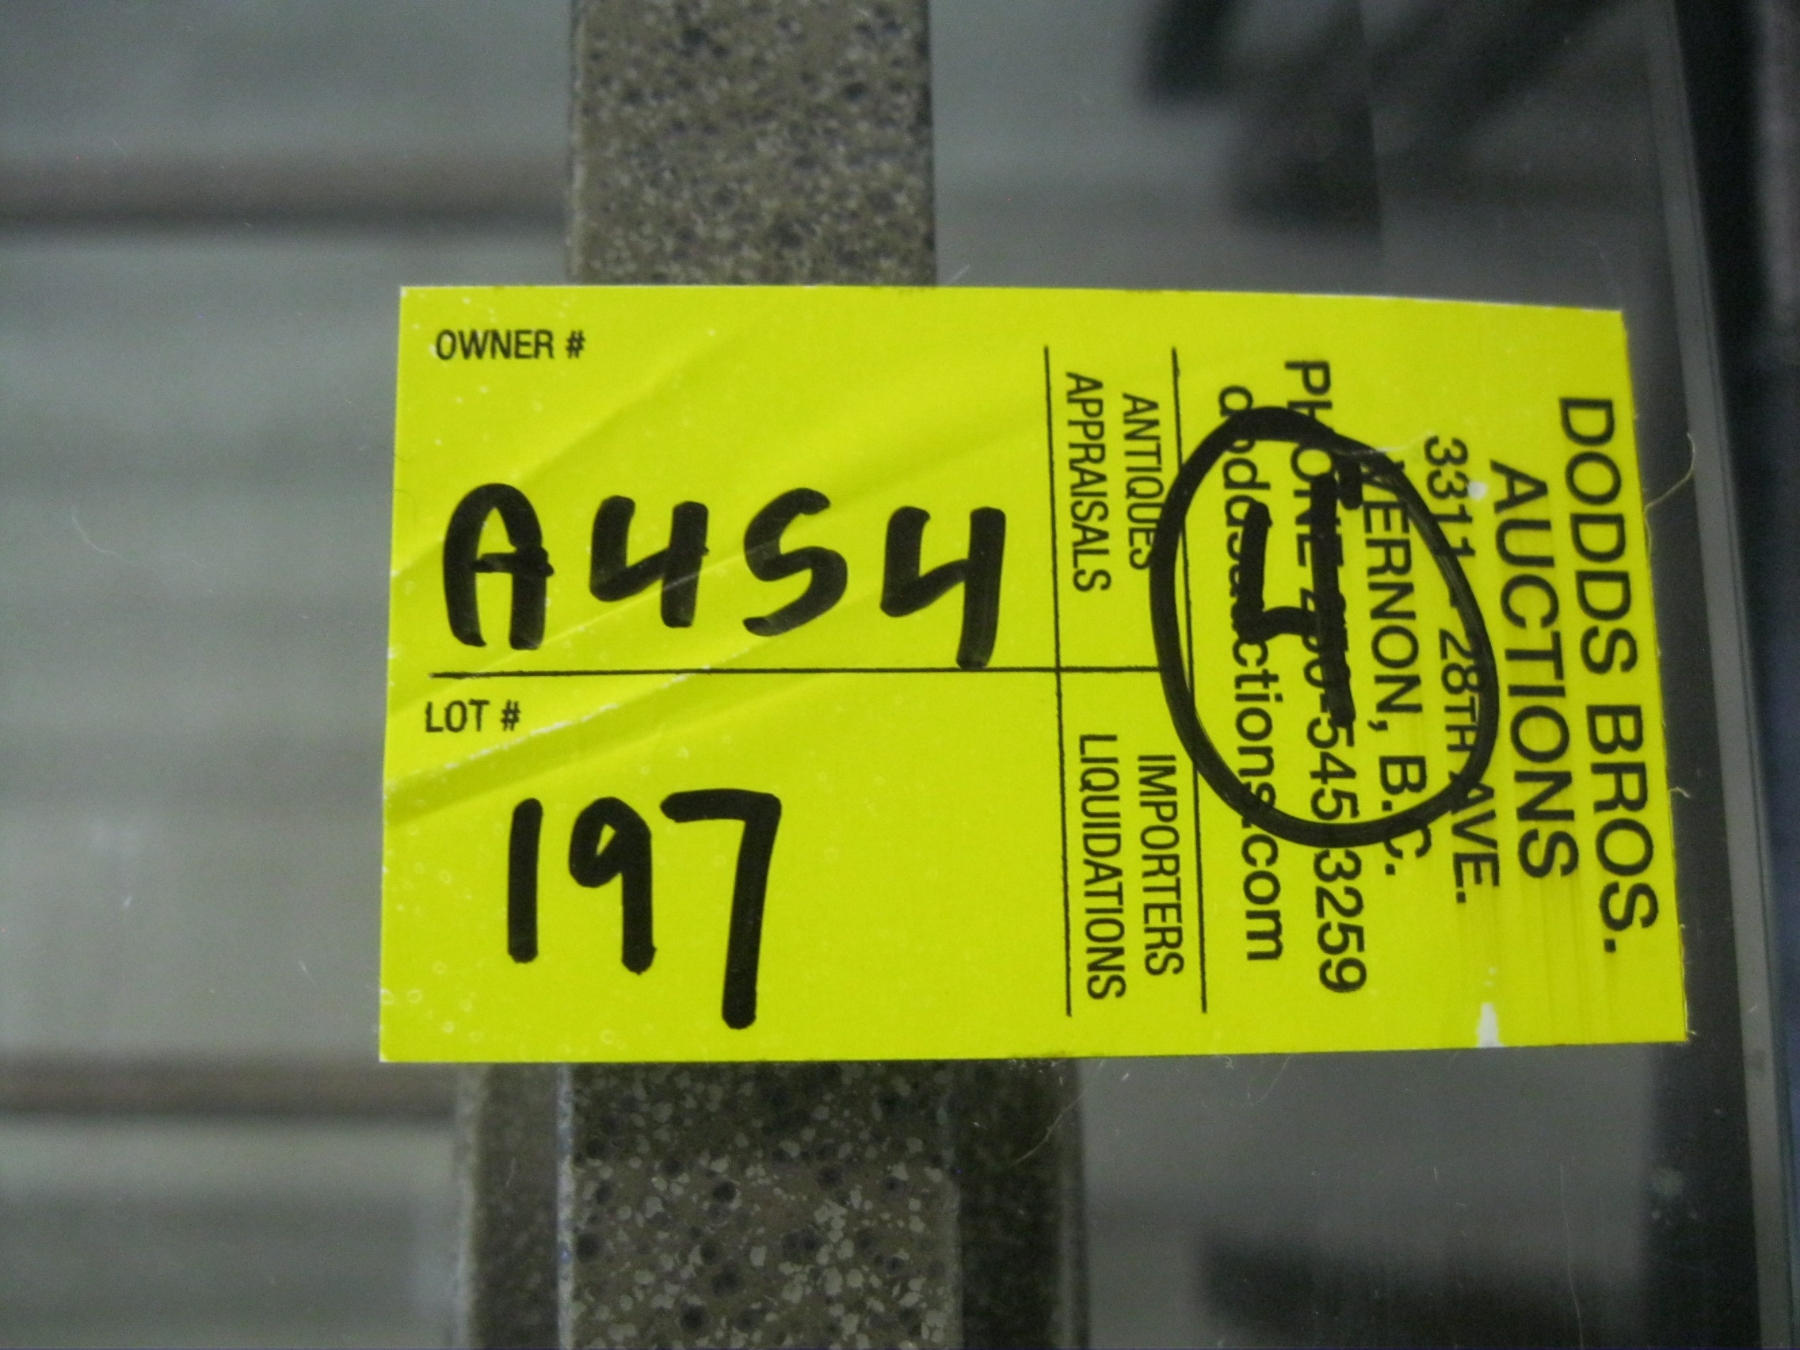 OWNER #
A454
LOT #
197
ANTIQUES
APPRAISALS
IMPORTERS
LIQUIDATIONS
DODDS BROS.
AUCTIONS
3311 - 28TH AVE.
VERNON, B.C.
PHONE 250-545-3259
doddsauctions.com
4